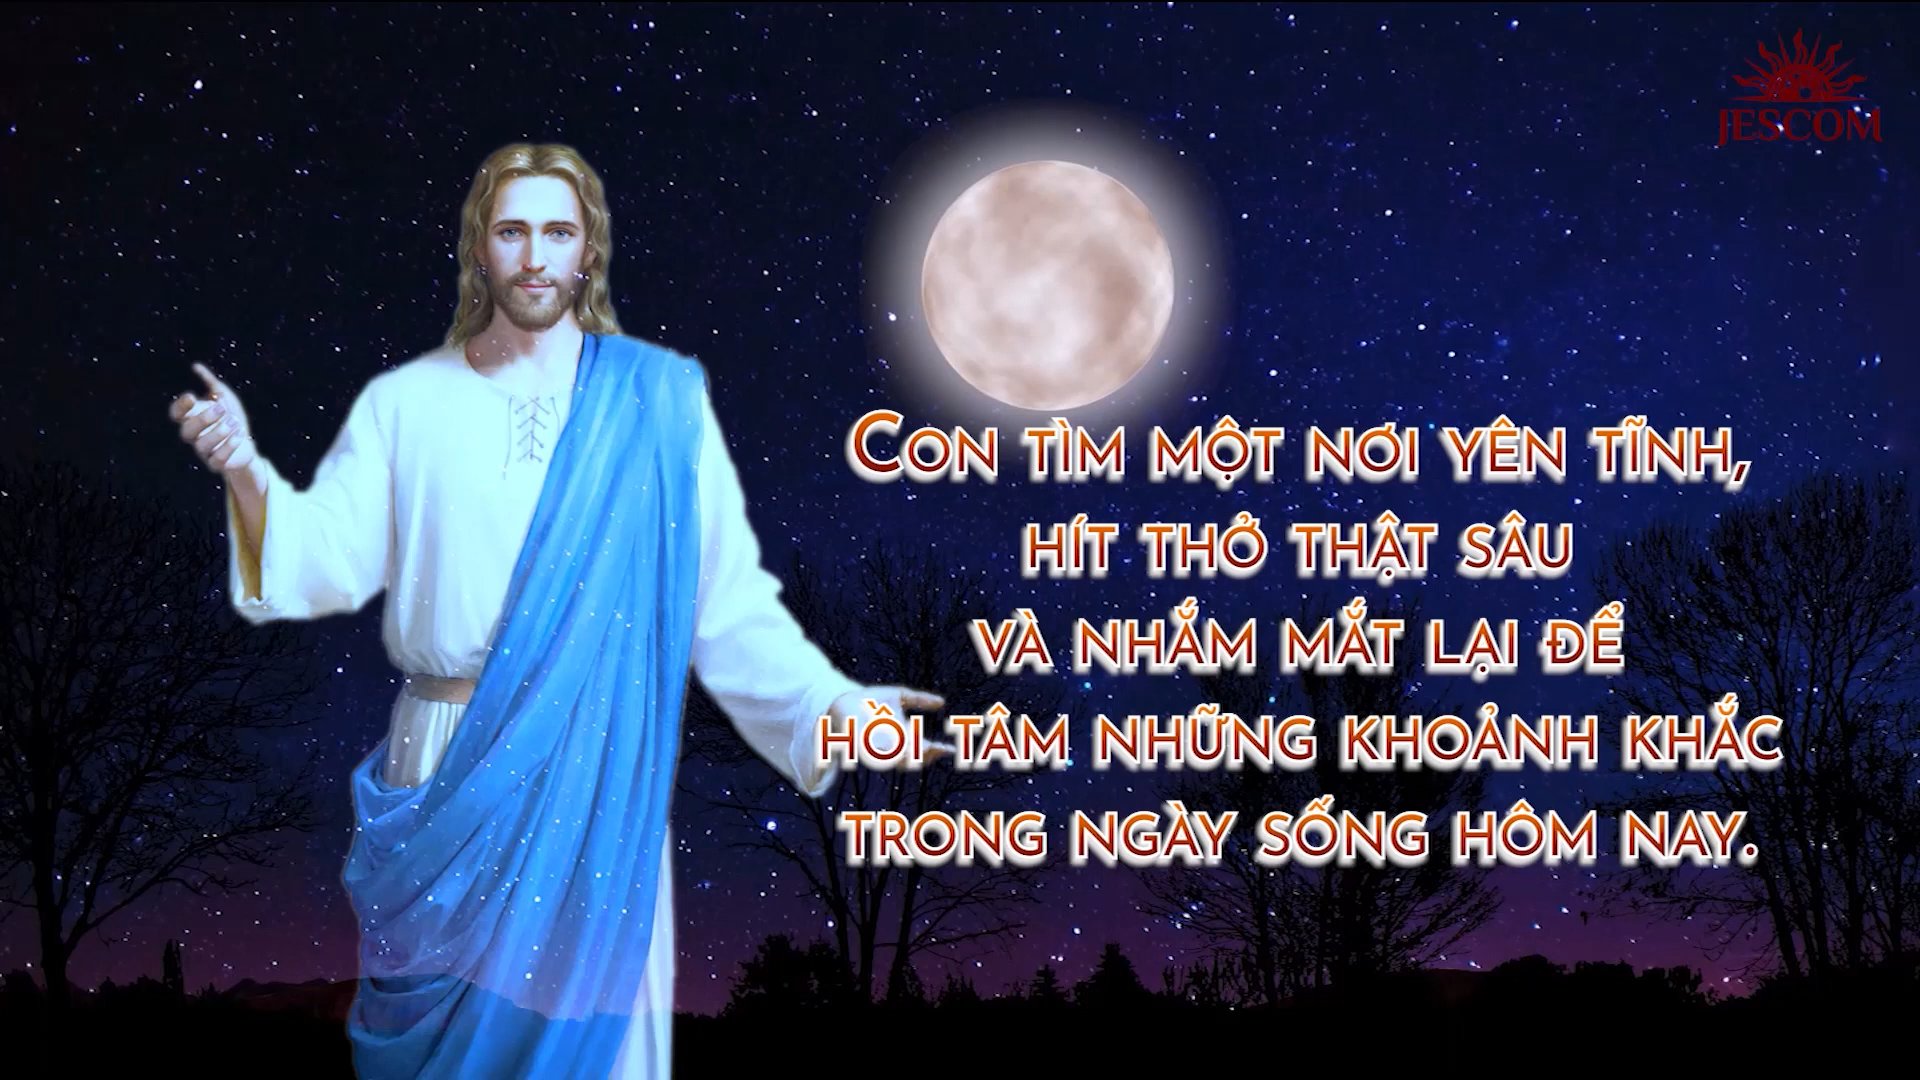 JESCOM
Con tìm một nơi yên tĩnh,
hít thở thật sâu
và nhắm mắt lại để
hồi tâm những khoảnh khắc
trong ngày sống hôm nay.